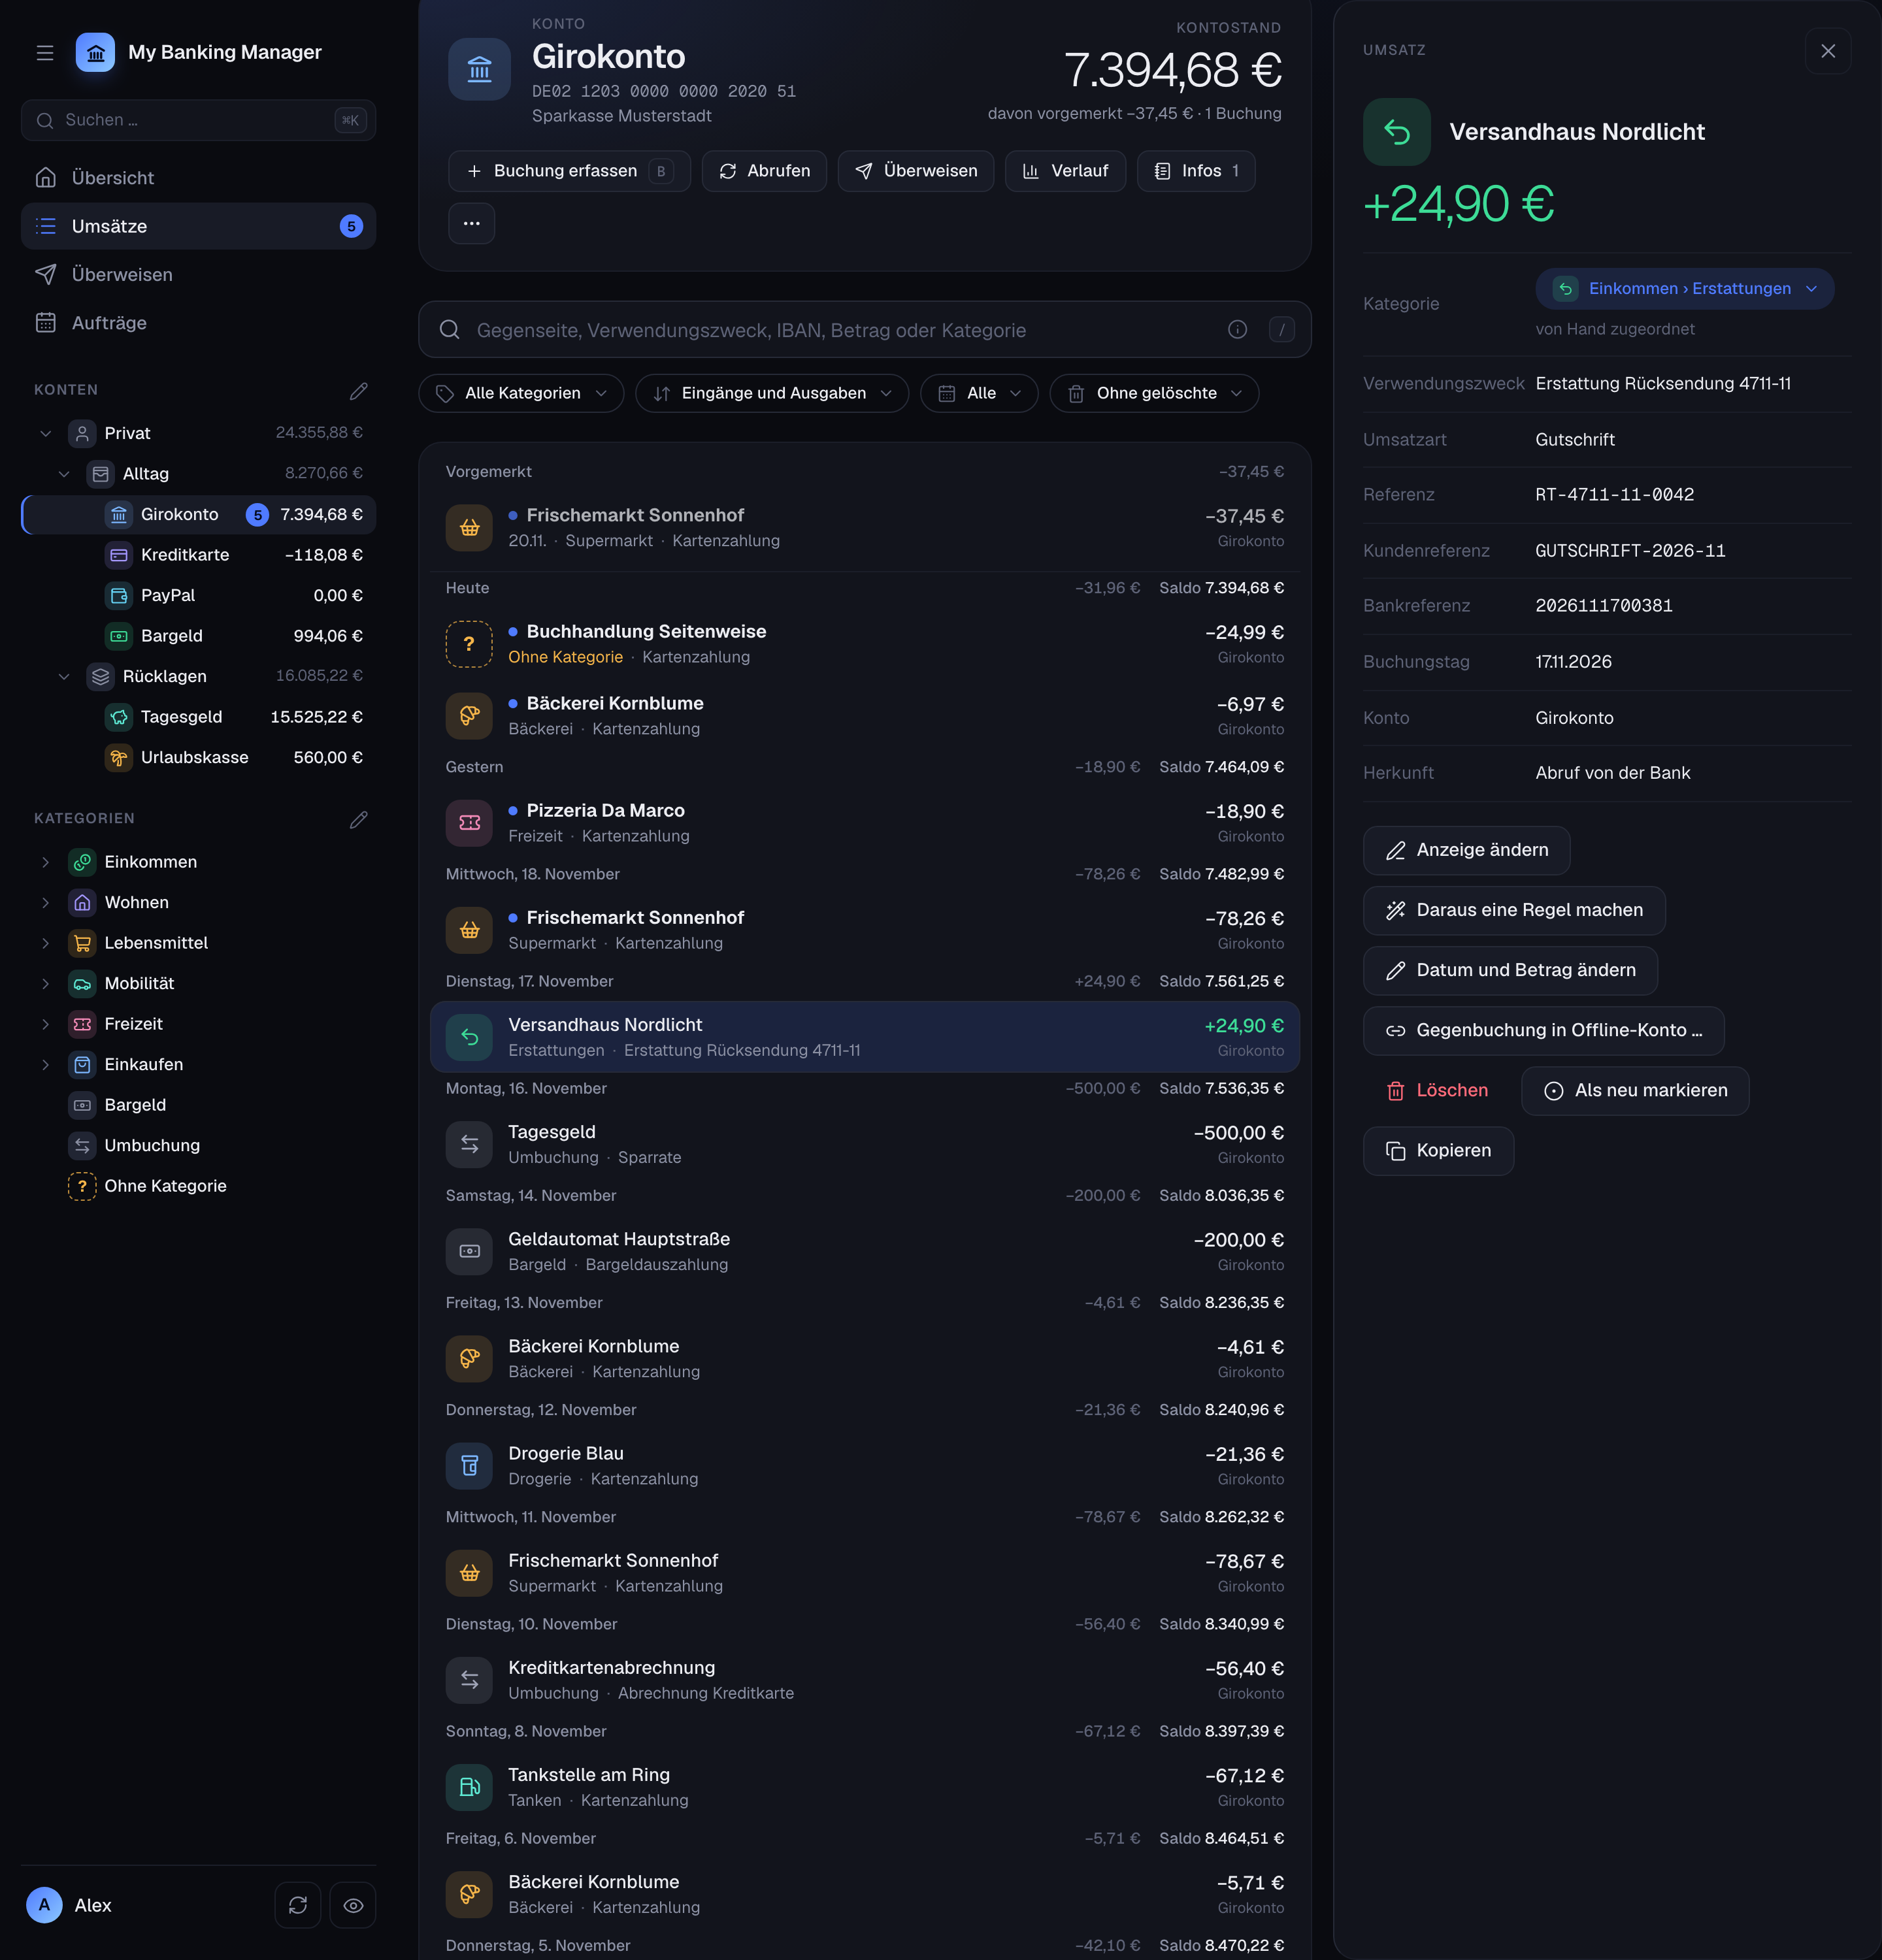 My Banking Manager
Suchen ... ⌘K
Übersicht
Umsätze 5
Überweisen
Aufträge
KONTEN
Privat 24.355,88 €
Alltag 8.270,66 €
Girokonto 5 7.394,68 €
Kreditkarte −118,08 €
PayPal 0,00 €
Bargeld 994,06 €
Rücklagen 16.085,22 €
Tagesgeld 15.525,22 €
Urlaubskasse 560,00 €
KATEGORIEN
Einkommen
Wohnen
Lebensmittel
Mobilität
Freizeit
Einkaufen
Bargeld
Umbuchung
? Ohne Kategorie
A Alex
KONTO
Girokonto
DE02 1203 0000 0000 2020 51
Sparkasse Musterstadt
KONTOSTAND
7.394,68 €
davon vorgemerkt −37,45 € · 1 Buchung
Buchung erfassen B
Abrufen
Überweisen
Verlauf
Infos 1
Gegenseite, Verwendungszweck, IBAN, Betrag oder Kategorie /
Alle Kategorien
Eingänge und Ausgaben
Alle
Ohne gelöschte
Vorgemerkt −37,45 €
Frischemarkt Sonnenhof −37,45 €
20.11. · Supermarkt · Kartenzahlung Girokonto
Heute −31,96 € Saldo 7.394,68 €
? Buchhandlung Seitenweise −24,99 €
Ohne Kategorie · Kartenzahlung Girokonto
Bäckerei Kornblume −6,97 €
Bäckerei · Kartenzahlung Girokonto
Gestern −18,90 € Saldo 7.464,09 €
Pizzeria Da Marco −18,90 €
Freizeit · Kartenzahlung Girokonto
Mittwoch, 18. November −78,26 € Saldo 7.482,99 €
Frischemarkt Sonnenhof −78,26 €
Supermarkt · Kartenzahlung Girokonto
Dienstag, 17. November +24,90 € Saldo 7.561,25 €
Versandhaus Nordlicht +24,90 €
Erstattungen · Erstattung Rücksendung 4711-11 Girokonto
Montag, 16. November −500,00 € Saldo 7.536,35 €
Tagesgeld −500,00 €
Umbuchung · Sparrate Girokonto
Samstag, 14. November −200,00 € Saldo 8.036,35 €
Geldautomat Hauptstraße −200,00 €
Bargeld · Bargeldauszahlung Girokonto
Freitag, 13. November −4,61 € Saldo 8.236,35 €
Bäckerei Kornblume −4,61 €
Bäckerei · Kartenzahlung Girokonto
Donnerstag, 12. November −21,36 € Saldo 8.240,96 €
Drogerie Blau −21,36 €
Drogerie · Kartenzahlung Girokonto
Mittwoch, 11. November −78,67 € Saldo 8.262,32 €
Frischemarkt Sonnenhof −78,67 €
Supermarkt · Kartenzahlung Girokonto
Dienstag, 10. November −56,40 € Saldo 8.340,99 €
Kreditkartenabrechnung −56,40 €
Umbuchung · Abrechnung Kreditkarte Girokonto
Sonntag, 8. November −67,12 € Saldo 8.397,39 €
Tankstelle am Ring −67,12 €
Tanken · Kartenzahlung Girokonto
Freitag, 6. November −5,71 € Saldo 8.464,51 €
Bäckerei Kornblume −5,71 €
Bäckerei · Kartenzahlung Girokonto
Donnerstag, 5. November −42,10 € Saldo 8.470,22 €
UMSATZ
Versandhaus Nordlicht
+24,90 €
Kategorie Einkommen › Erstattungen
von Hand zugeordnet
Verwendungszweck Erstattung Rücksendung 4711-11
Umsatzart Gutschrift
Referenz RT-4711-11-0042
Kundenreferenz GUTSCHRIFT-2026-11
Bankreferenz 2026111700381
Buchungstag 17.11.2026
Konto Girokonto
Herkunft Abruf von der Bank
Anzeige ändern
Daraus eine Regel machen
Datum und Betrag ändern
Gegenbuchung in Offline-Konto ...
Löschen
Als neu markieren
Kopieren